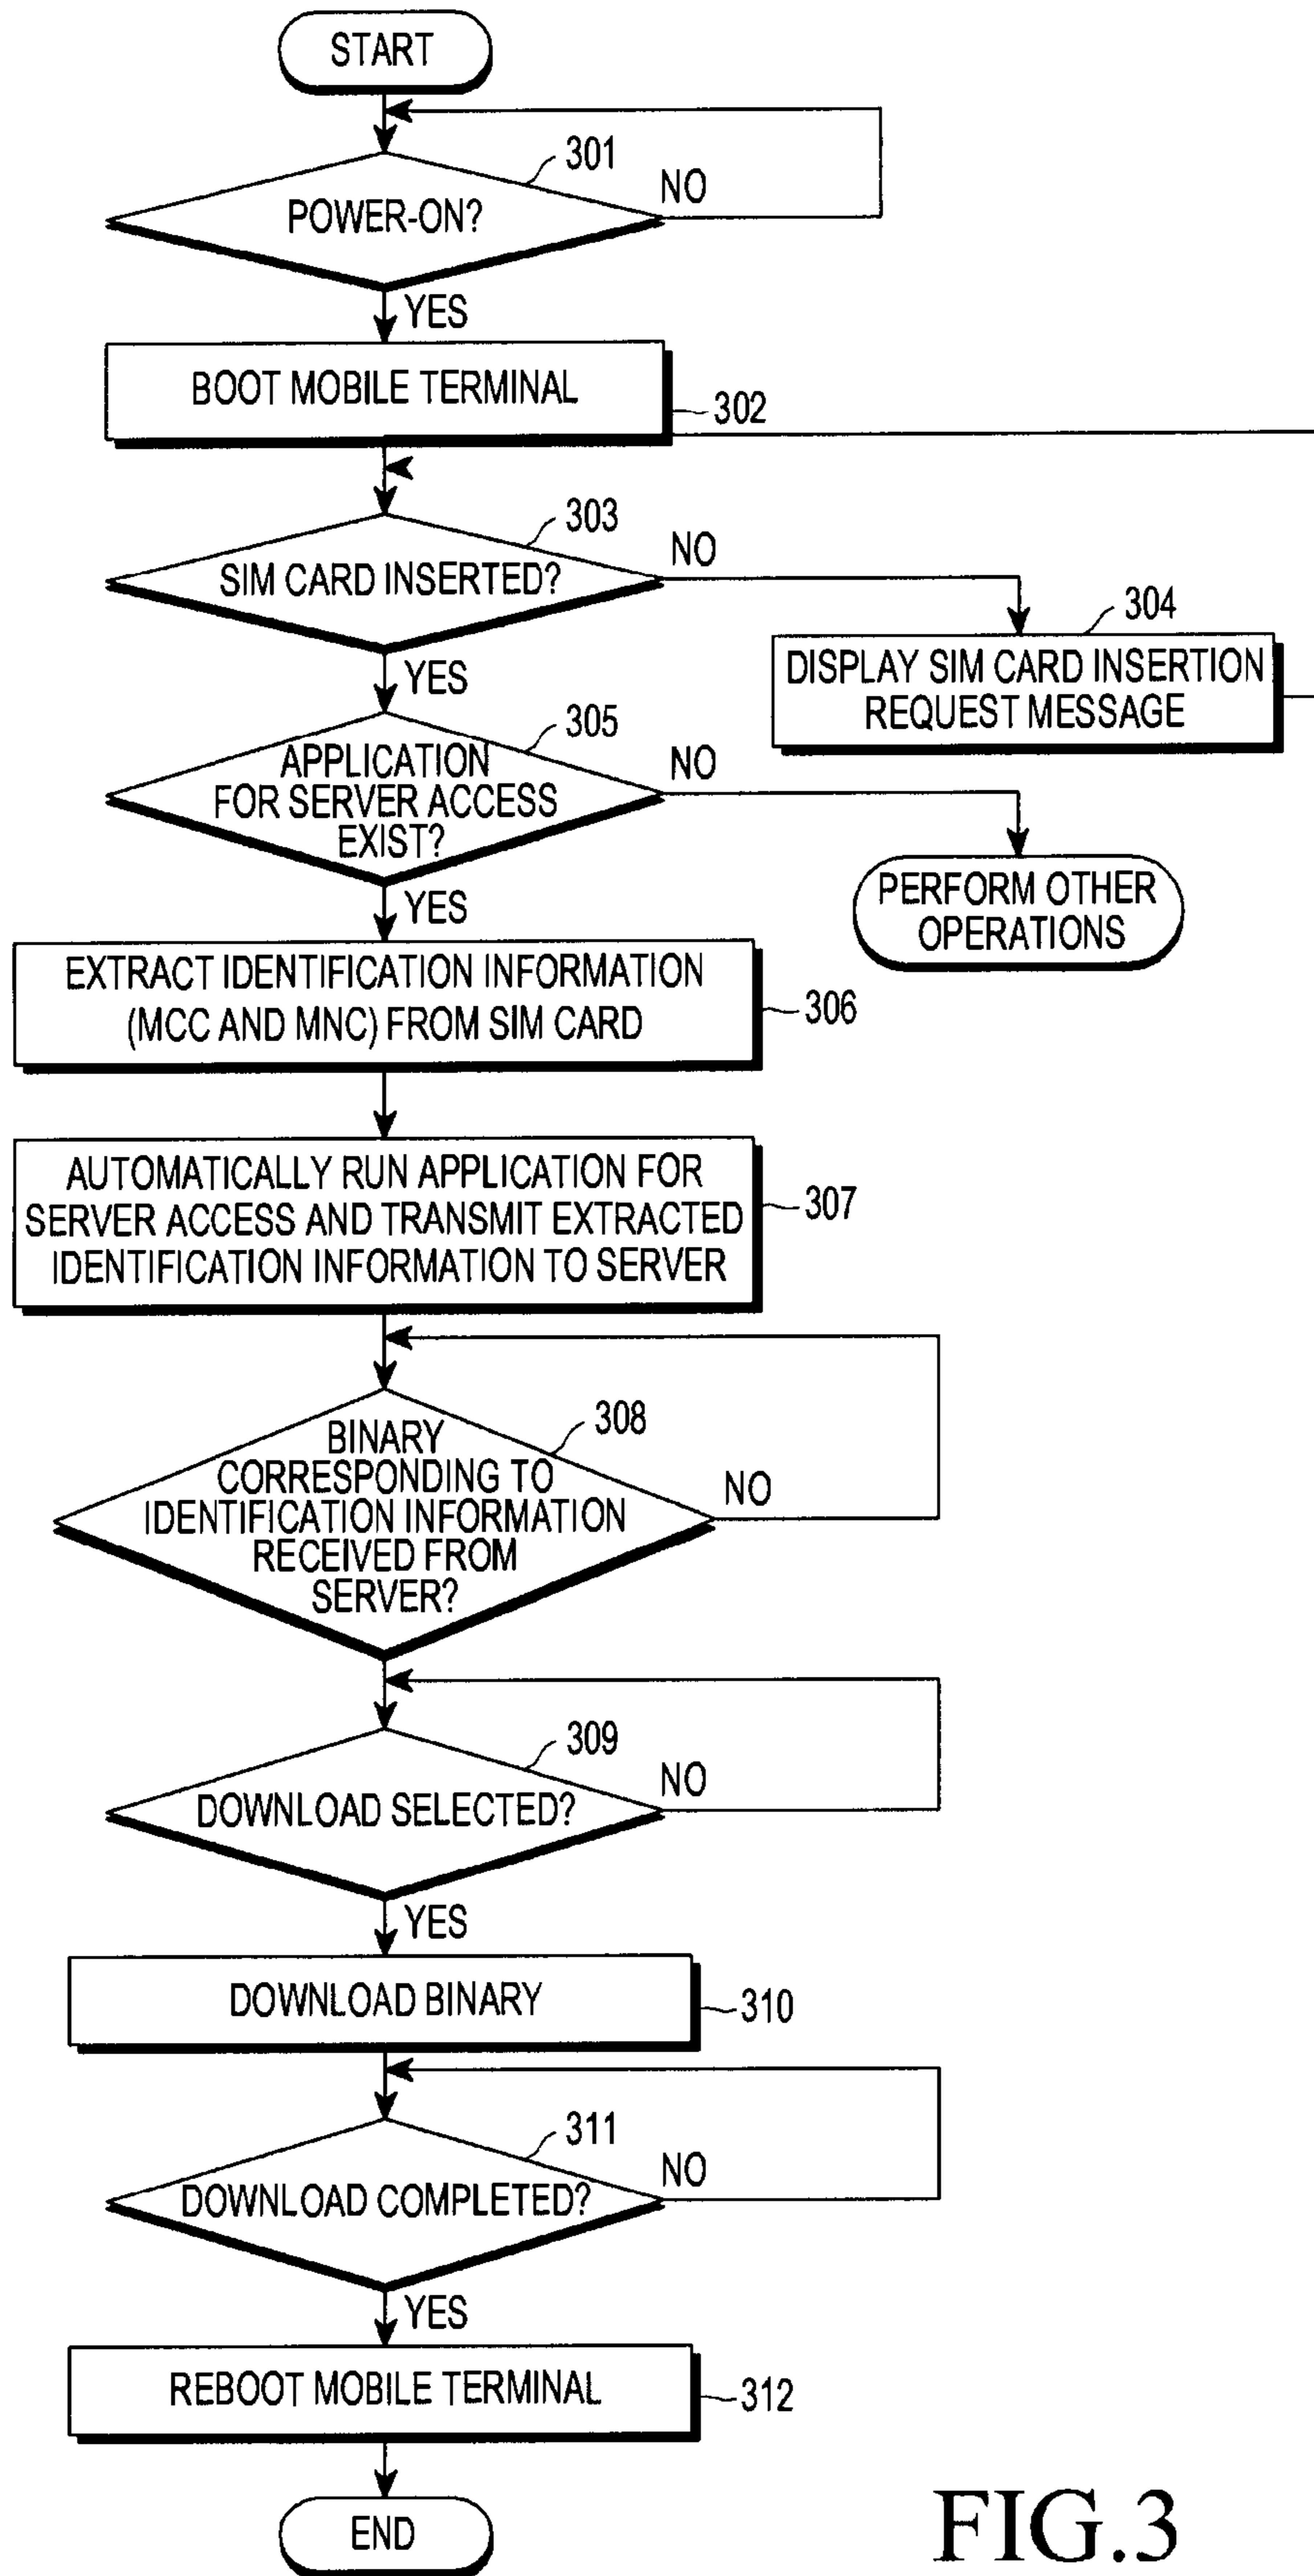 START
301
NO
POWER-ON?
YES
BOOT MOBILE TERMINAL
302
303
NO
SIM CARD INSERTED?
304
YES
DISPLAY SIM CARD INSERTION
REQUEST MESSAGE
305
NO
APPLICATION
FOR SERVER ACCESS
EXIST?
YES
PERFORM OTHER
OPERATIONS
EXTRACT IDENTIFICATION INFORMATION
(MCC AND MNC) FROM SIM CARD
306
AUTOMATICALLY RUN APPLICATION FOR
SERVER ACCESS AND TRANSMIT EXTRACTED
IDENTIFICATION INFORMATION TO SERVER
307
308
BINARY
CORRESPONDING TO
IDENTIFICATION INFORMATION
RECEIVED FROM
SERVER?
NO
309
NO
DOWNLOAD SELECTED?
YES
DOWNLOAD BINARY
310
311
NO
DOWNLOAD COMPLETED?
YES
REBOOT MOBILE TERMINAL
312
END
FIG.3